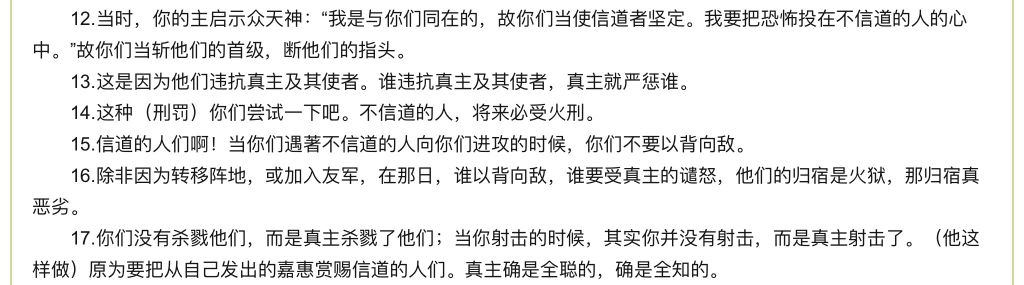 12.当时，你的主启示众天神：“我是与你们同在的，故你们当使信道者坚定。我要把恐怖投在不信道的人的心
中。”故你们当斩他们的首级，断他们的指头。
13.这是因为他们违抗真主及其使者。谁违抗真主及其使者，真主就严惩谁。
14.这种（刑罚）你们尝试一下吧。不信道的人，将来必受火刑。
15.信道的人们啊！当你们遇著不信道的人向你们进攻的时候，你们不要以背向敌。
16.除非因为转移阵地，或加入友军，在那日，谁以背向敌，谁要受真主的谴怒，他们的归宿是火狱，那归宿真
恶劣。
17.你们没有杀戮他们，而是真主杀戮了他们；当你射击的时候，其实你并没有射击，而是真主射击了。（他这
样做）原为要把从自己发出的嘉惠赏赐信道的人们。真主确是全聪的，确是全知的。